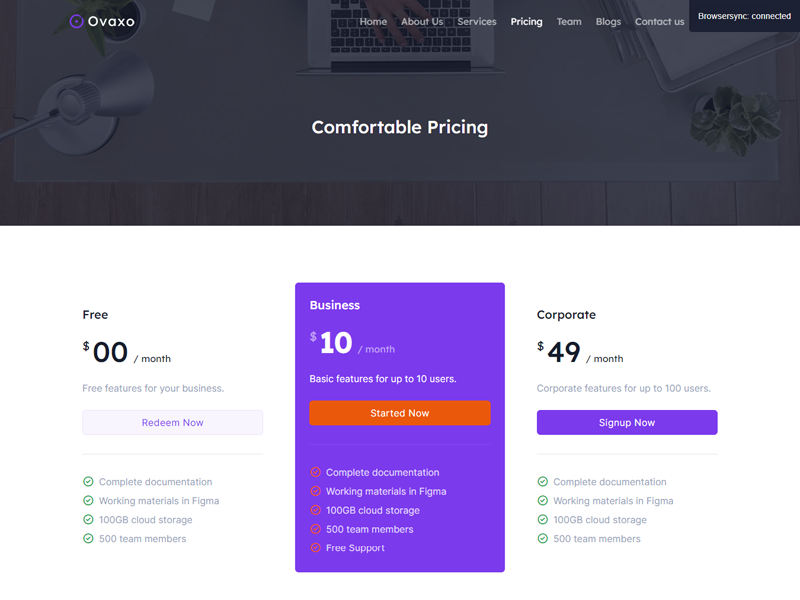 Ovaxo
Home About Us Services Pricing Team Blogs Contact us
Browsersync: connected
Comfortable Pricing
Free
$00 / month
Free features for your business.
Redeem Now
Complete documentation
Working materials in Figma
100GB cloud storage
500 team members
Business
$10 / month
Basic features for up to 10 users.
Started Now
Complete documentation
Working materials in Figma
100GB cloud storage
500 team members
Free Support
Corporate
$49 / month
Corporate features for up to 100 users.
Signup Now
Complete documentation
Working materials in Figma
100GB cloud storage
500 team members